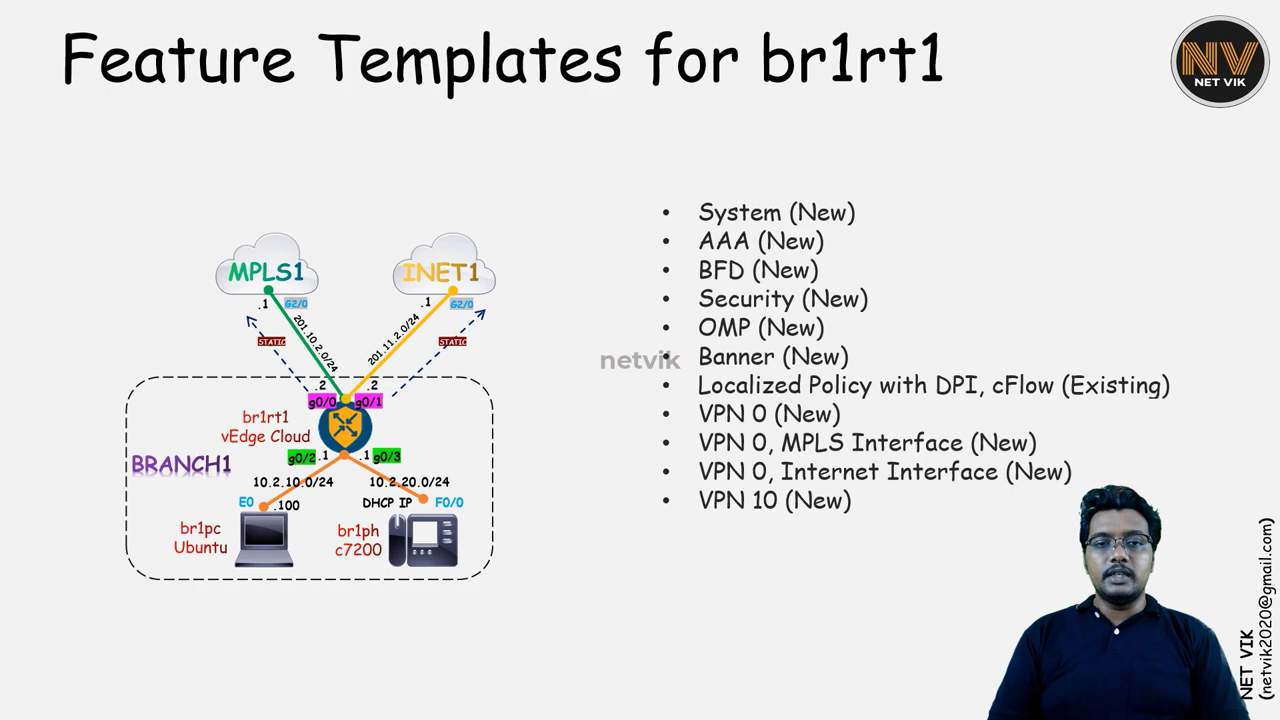 Feature Templates for br1rt1
NV
NET VIK
MPLS1
INET1
.1
G2/0
.1
G2/0
201.10.2.0/24
201.11.2.0/24
STATIC
STATIC
.2
.2
g0/0
g0/1
br1rt1
vEdge Cloud
g0/2
.1
.1
g0/3
BRANCH1
10.2.10.0/24
10.2.20.0/24
E0
.100
DHCP IP
F0/0
br1pc
Ubuntu
br1ph
c7200
• System (New)
• AAA (New)
• BFD (New)
• Security (New)
• OMP (New)
netvik
• Banner (New)
• Localized Policy with DPI, cFlow (Existing)
• VPN 0 (New)
• VPN 0, MPLS Interface (New)
• VPN 0, Internet Interface (New)
• VPN 10 (New)
NET VIK
(netvik2020@gmail.com)